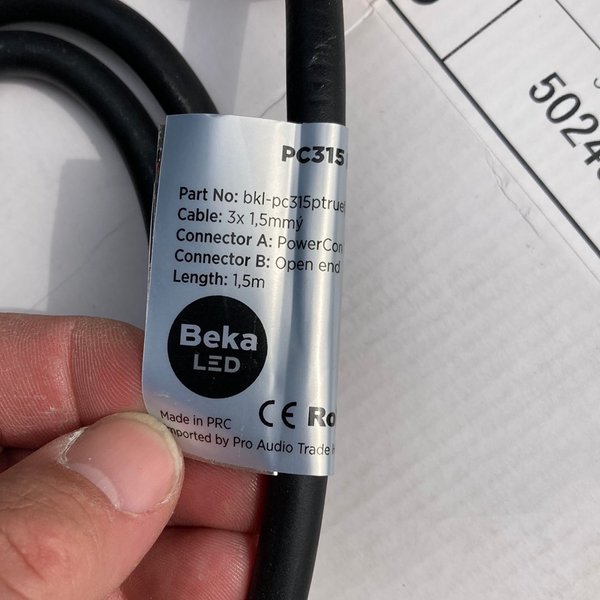 PC315
Part No: bkl-pc315ptrue
Cable: 3x 1,5mmý
Connector A: PowerCon
Connector B: Open end
Length: 1,5m
Beka
LED
CE Ro
Made in PRC
mported by Pro Audio Trade
5024